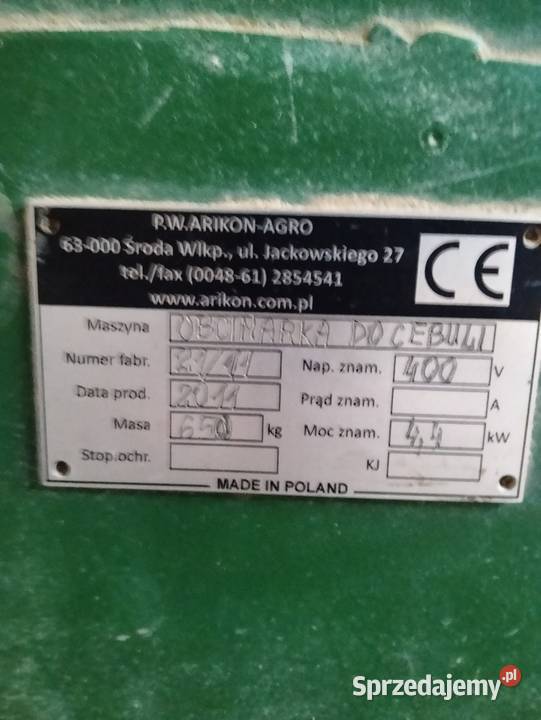 P.W.ARIKON-AGRO
63-000 Środa Wlkp., ul. Jackowskiego 27
tel./fax (0048-61) 2854541
www.arikon.com.pl
CE
Maszyna OBCINARKA DO CEBULI
Numer fabr. 21/11 Nap. znam. 400 V
Data prod. 2011 Prąd znam. A
Masa 650 kg Moc znam. 4,4 kW
Stop.ochr. KJ
MADE IN POLAND
Sprzedajemy.pl